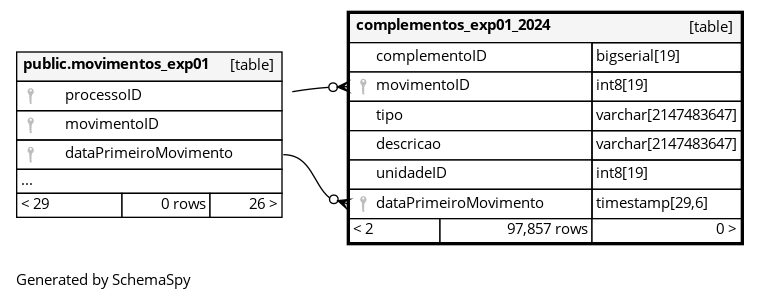 public.movimentos_exp01 [table]
processoID
movimentoID
dataPrimeiroMovimento
...
< 29 0 rows 26 >
complementos_exp01_2024 [table]
complementoID bigserial[19]
movimentoID int8[19]
tipo varchar[2147483647]
descricao varchar[2147483647]
unidadeID int8[19]
dataPrimeiroMovimento timestamp[29,6]
< 2 97,857 rows 0 >
Generated by SchemaSpy